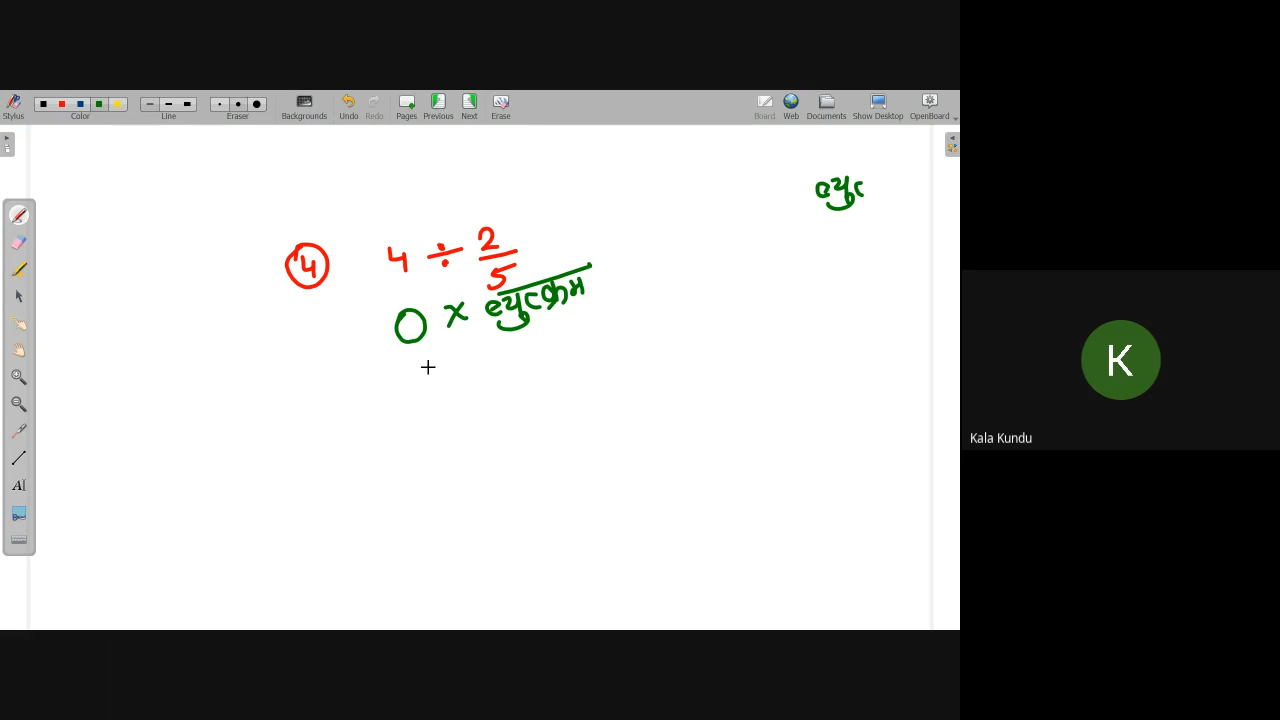 Stylus
Color
Line
Eraser
Backgrounds
Undo
Redo
Pages
Previous
Next
Erase
Board
Web
Documents
Show Desktop
OpenBoard
व्युत
④ 4 ÷ 2/5
O × व्युत्क्रम
AI
K
Kala Kundu